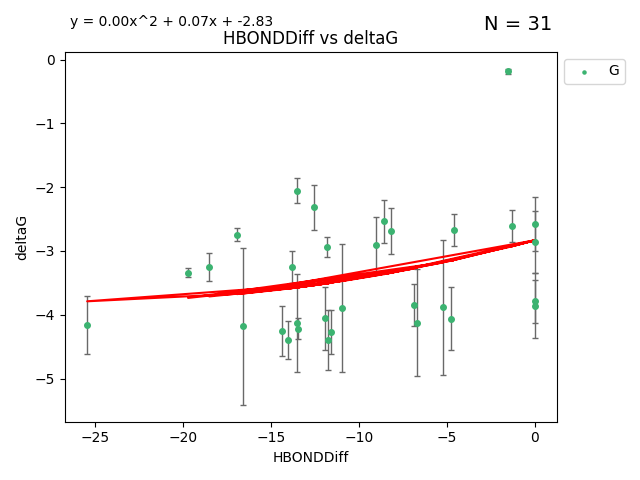 y = 0.00x^2 + 0.07x + -2.83
N = 31
HBONDDiff vs deltaG
G
deltaG
0
−1
−2
−3
−4
−5
−25
−20
−15
−10
−5
0
HBONDDiff